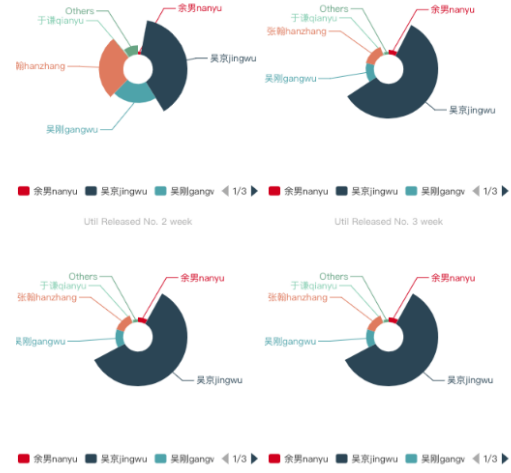 Others
余男nanyu
于谦qianyu
吴京jingwu
翰hanzhang
吴刚gangwu
余男nanyu 吴京jingwu 吴刚gangw 1/3
Util Released No. 2 week
Others
余男nanyu
于谦qianyu
张翰hanzhang
吴刚gangwu
吴京jingwu
余男nanyu 吴京jingwu 吴刚gangw 1/3
Util Released No. 3 week
Others
余男nanyu
于谦qianyu
张翰hanzhang
吴刚gangwu
吴京jingwu
余男nanyu 吴京jingwu 吴刚gangw 1/3
Others
余男nanyu
于谦qianyu
张翰hanzhang
吴刚gangwu
吴京jingwu
余男nanyu 吴京jingwu 吴刚gangw 1/3